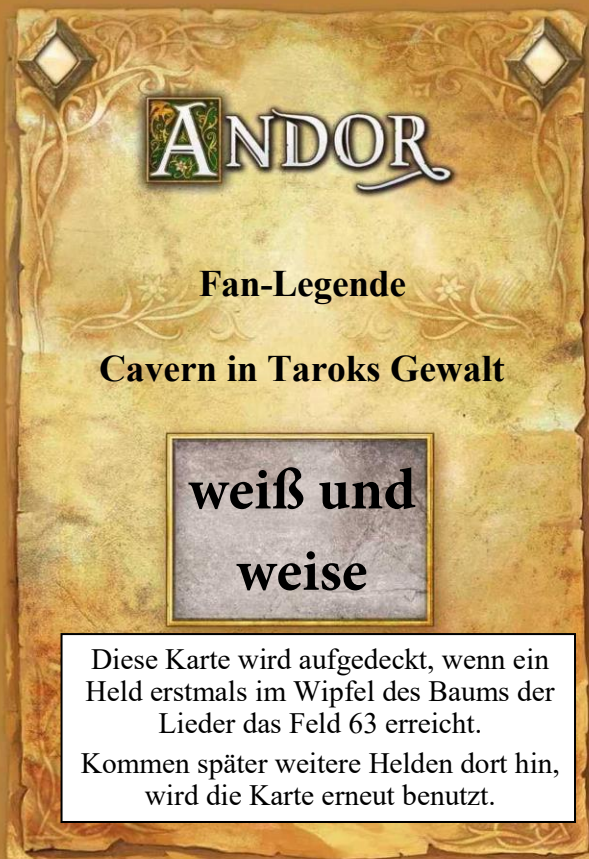 ANDOR
Fan-Legende
Cavern in Taroks Gewalt
weiß und
weise
Diese Karte wird aufgedeckt, wenn ein
Held erstmals im Wipfel des Baums der
Lieder das Feld 63 erreicht.
Kommen später weitere Helden dort hin,
wird die Karte erneut benutzt.